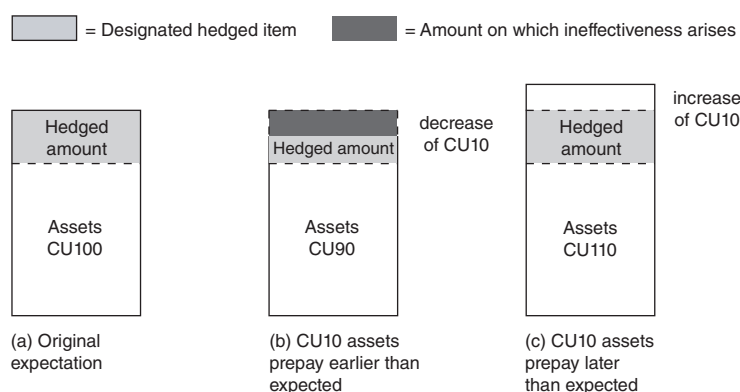 = Designated hedged item
= Amount on which ineffectiveness arises
Hedged
amount
Assets
CU100
(a) Original
expectation
Hedged amount
decrease
of CU10
Assets
CU90
(b) CU10 assets
prepay earlier than
expected
increase
of CU10
Hedged
amount
Assets
CU110
(c) CU10 assets
prepay later
than expected